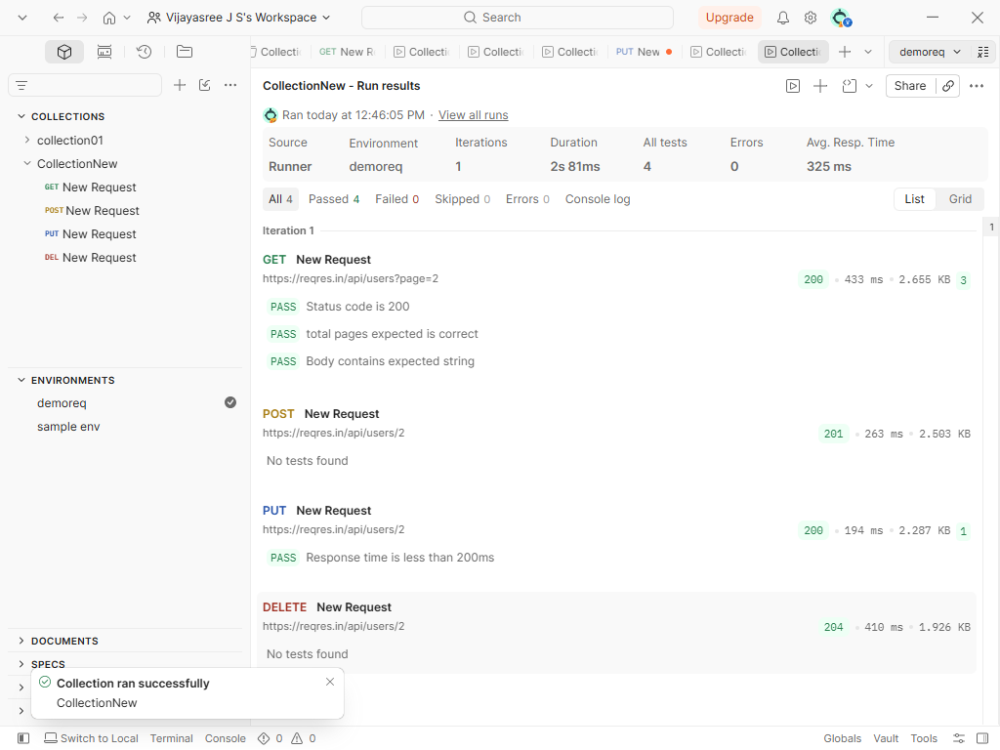 Vijayasree J S's Workspace
Search
Upgrade
Collecti
GET New R
Collecti
Collecti
Collecti
PUT New
Collecti
Collecti
demoreq
COLLECTIONS
collection01
CollectionNew
GET New Request
POST New Request
PUT New Request
DEL New Request
ENVIRONMENTS
demoreq
sample env
DOCUMENTS
SPECS
CollectionNew - Run results
Share
Ran today at 12:46:05 PM · View all runs
Source Environment Iterations Duration All tests Errors Avg. Resp. Time
Runner demoreq 1 2s 81ms 4 0 325 ms
All 4 Passed 4 Failed 0 Skipped 0 Errors 0 Console log List Grid
Iteration 1
1
GET New Request
https://reqres.in/api/users?page=2
200 • 433 ms • 2.655 KB 3
PASS Status code is 200
PASS total pages expected is correct
PASS Body contains expected string
POST New Request
https://reqres.in/api/users/2
201 • 263 ms • 2.503 KB
No tests found
PUT New Request
https://reqres.in/api/users/2
200 • 194 ms • 2.287 KB 1
PASS Response time is less than 200ms
DELETE New Request
https://reqres.in/api/users/2
204 • 410 ms • 1.926 KB
No tests found
Collection ran successfully
CollectionNew
Switch to Local Terminal Console 0 0 Globals Vault Tools